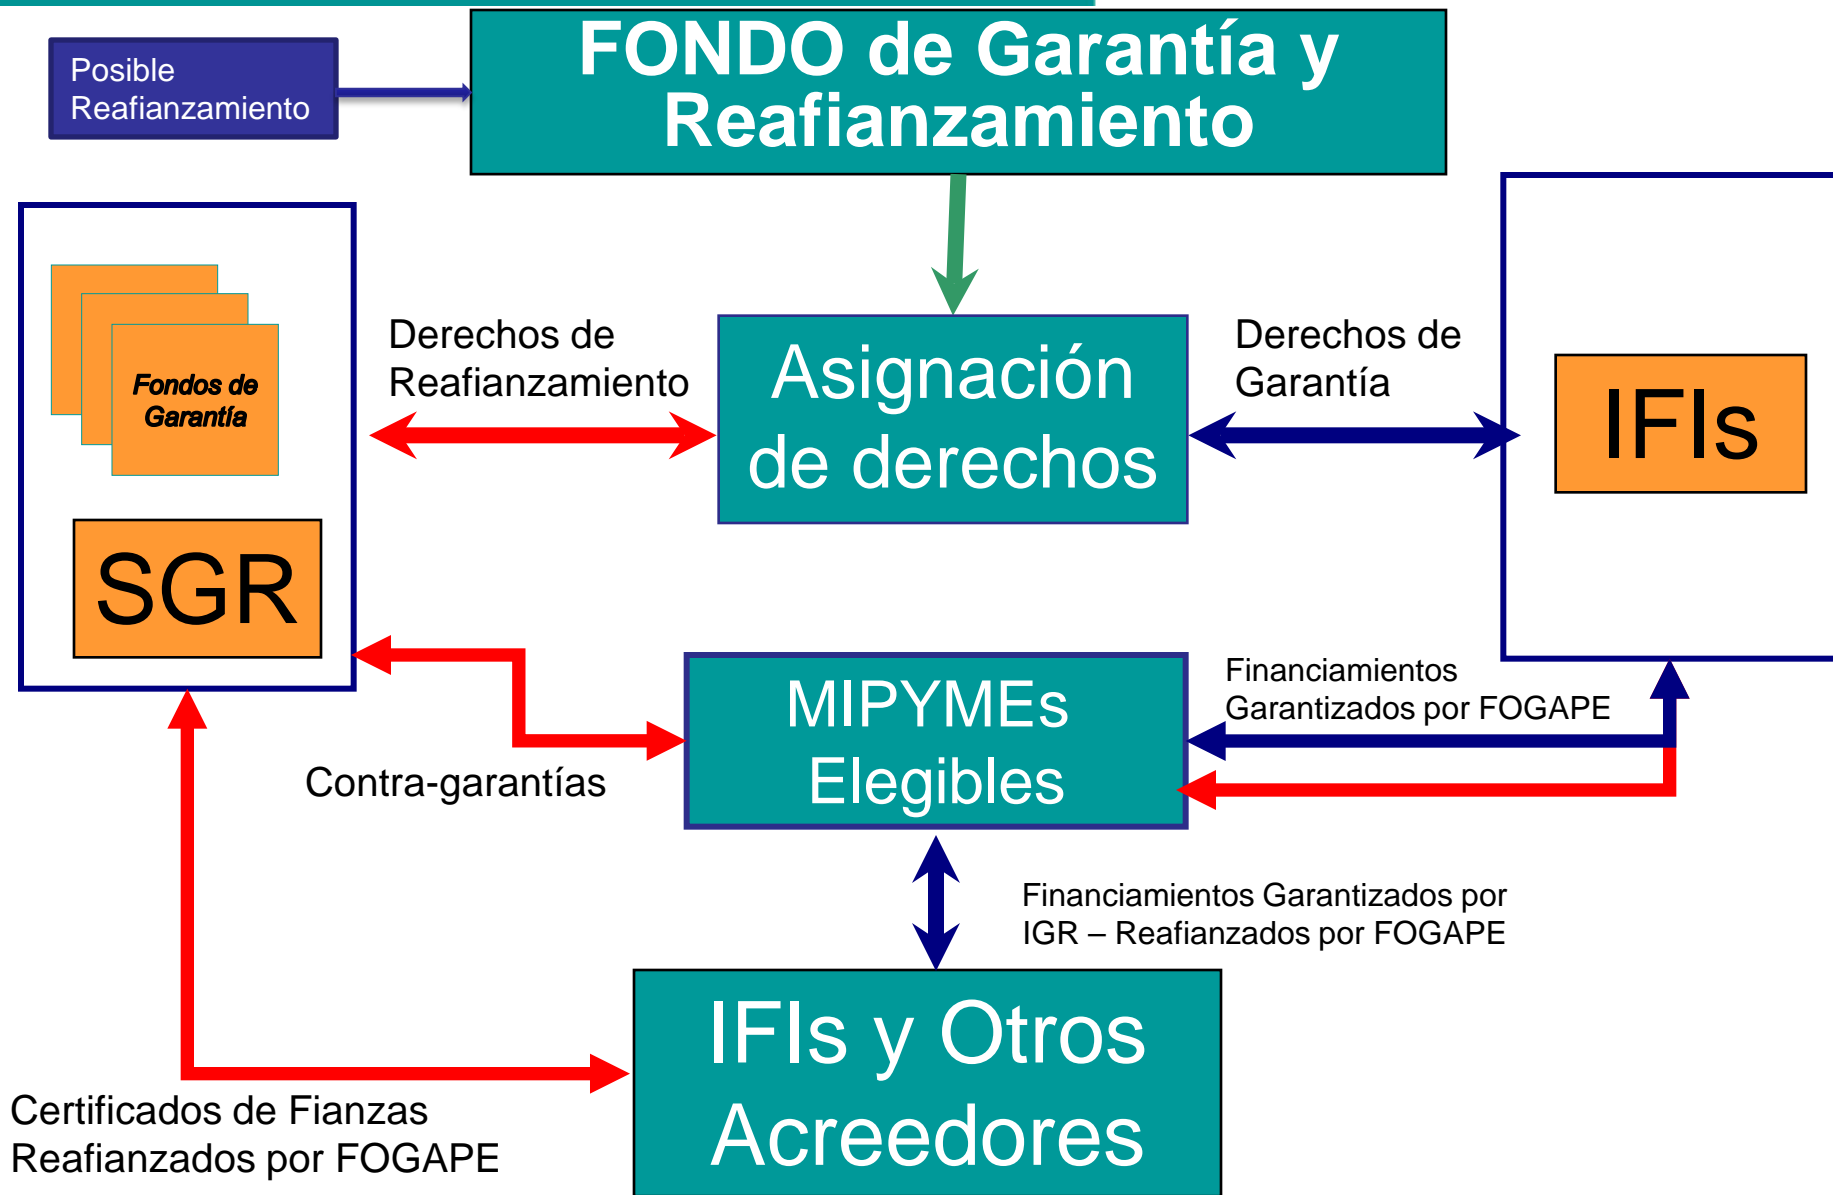 FONDO de Garantía y
Reafianzamiento
Posible
Reafianzamiento
Fondos de
Garantía
SGR
Derechos de
Reafianzamiento
Asignación
de derechos
Derechos de
Garantía
IFIs
Contra-garantías
MIPYMEs
Elegibles
Financiamientos
Garantizados por FOGAPE
Financiamientos Garantizados por
IGR – Reafianzados por FOGAPE
IFIs y Otros
Acreedores
Certificados de Fianzas
Reafianzados por FOGAPE